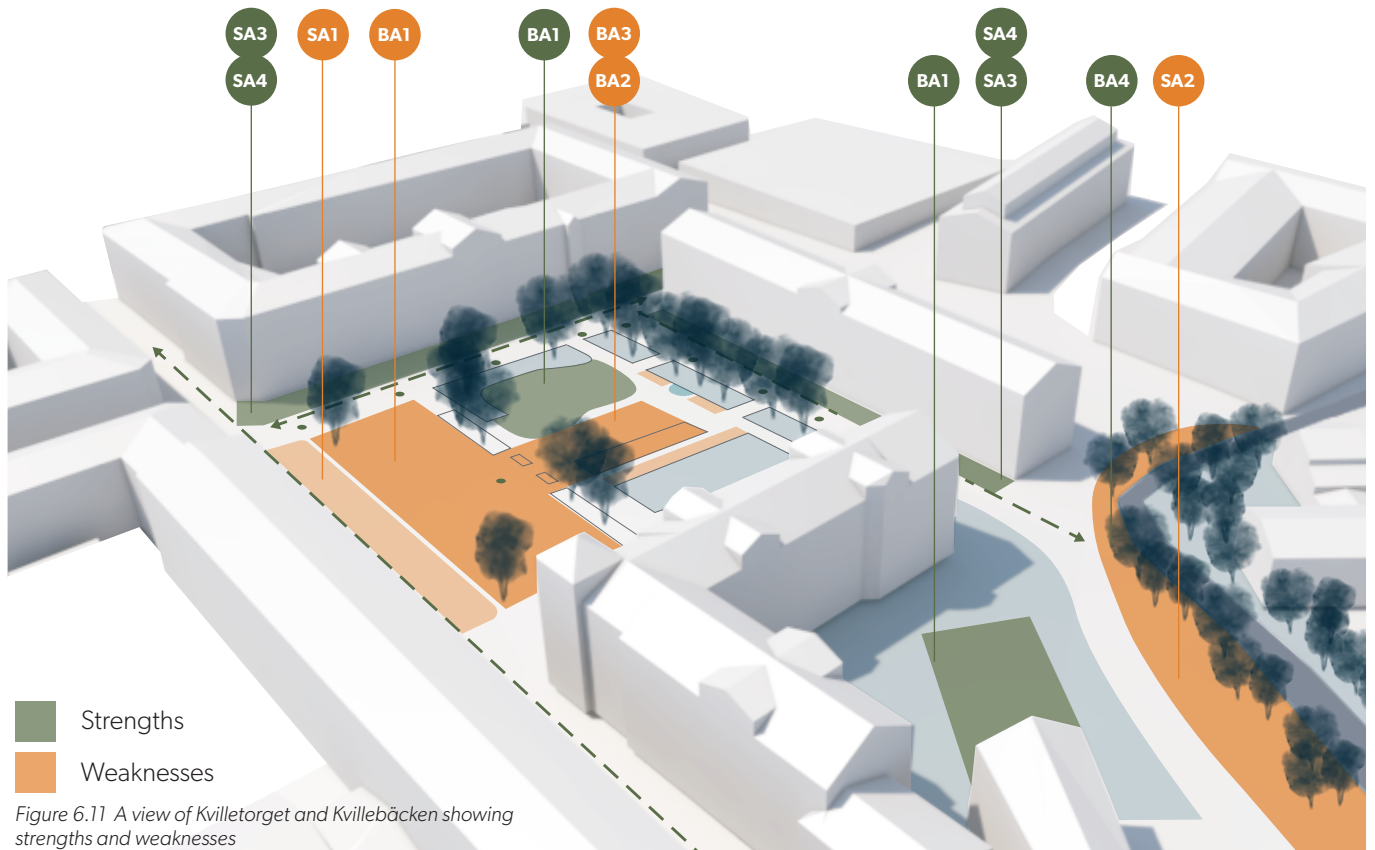 SA3
SA4
SA1
BA1
BA1
BA3
BA2
BA1
SA4
SA3
BA4
SA2
Strengths
Weaknesses
Figure 6.11 A view of Kvilletorget and Kvillebäcken showing
strengths and weaknesses